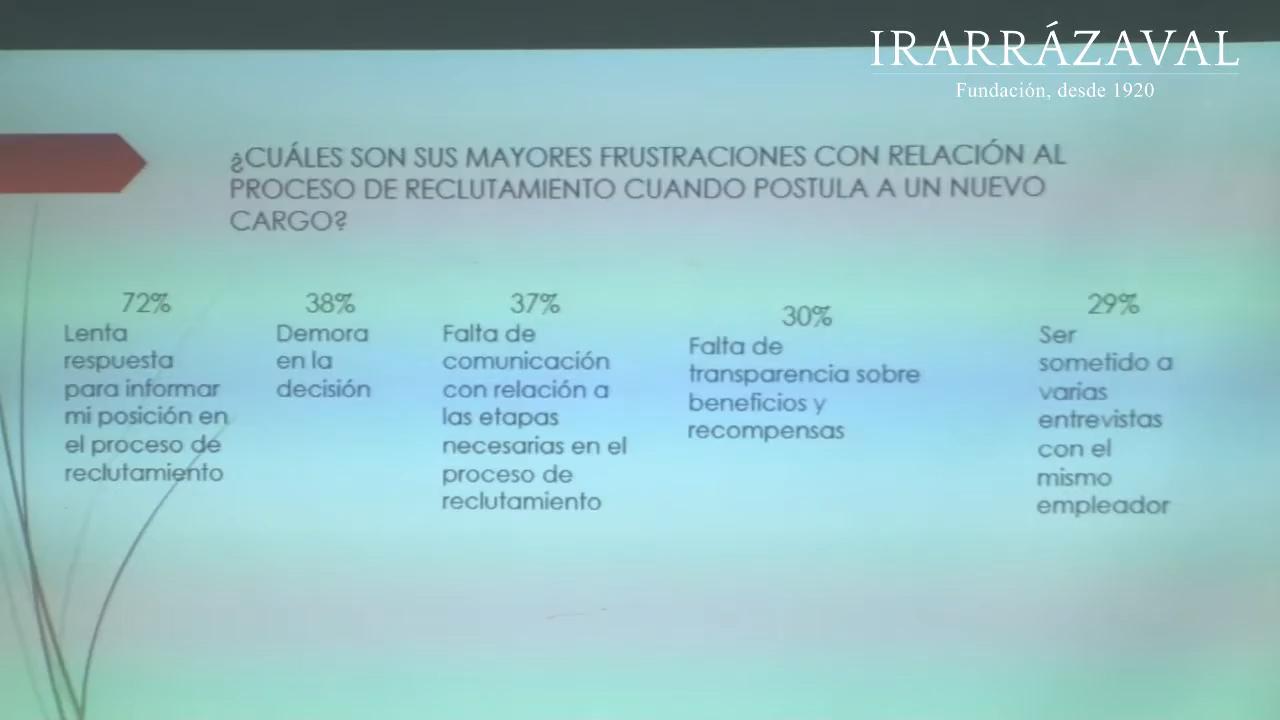 IRARRÁZAVAL
Fundación, desde 1920
¿CUÁLES SON SUS MAYORES FRUSTRACIONES CON RELACIÓN AL
PROCESO DE RECLUTAMIENTO CUANDO POSTULA A UN NUEVO
CARGO?
72%
Lenta
respuesta
para informar
mi posición en
el proceso de
reclutamiento
38%
Demora
en la
decisión
37%
Falta de
comunicación
con relación a
las etapas
necesarias en el
proceso de
reclutamiento
30%
Falta de
transparencia sobre
beneficios y
recompensas
29%
Ser
sometido a
varias
entrevistas
con el
mismo
empleador